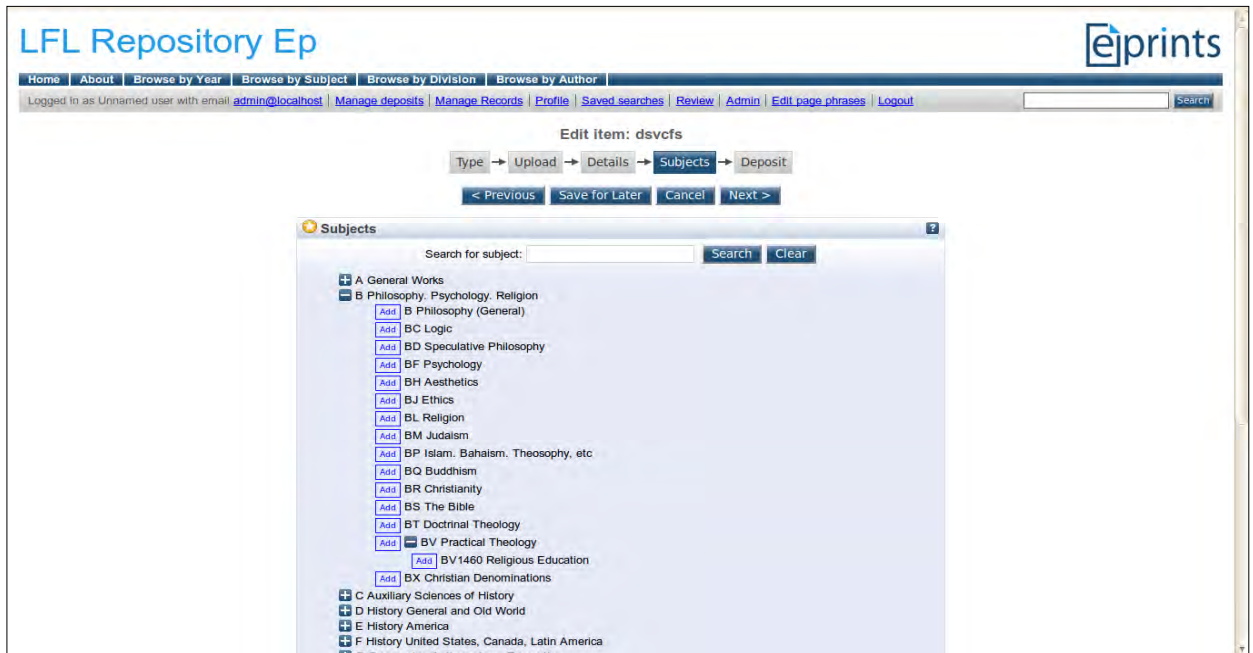 LFL Repository Ep
eprints
Home | About | Browse by Year | Browse by Subject | Browse by Division | Browse by Author |
Logged in as Unnamed user with email admin@localhost | Manage deposits | Manage Records | Profile | Saved searches | Review | Admin | Edit page phrases | Logout Search
Edit item: dsvcfs
Type → Upload → Details → Subjects → Deposit
< Previous Save for Later Cancel Next >
Subjects ?
Search for subject: Search Clear
A General Works
B Philosophy. Psychology. Religion
Add B Philosophy (General)
Add BC Logic
Add BD Speculative Philosophy
Add BF Psychology
Add BH Aesthetics
Add BJ Ethics
Add BL Religion
Add BM Judaism
Add BP Islam. Bahaism. Theosophy, etc
Add BQ Buddhism
Add BR Christianity
Add BS The Bible
Add BT Doctrinal Theology
Add BV Practical Theology
Add BV1460 Religious Education
Add BX Christian Denominations
C Auxiliary Sciences of History
D History General and Old World
E History America
F History United States, Canada, Latin America